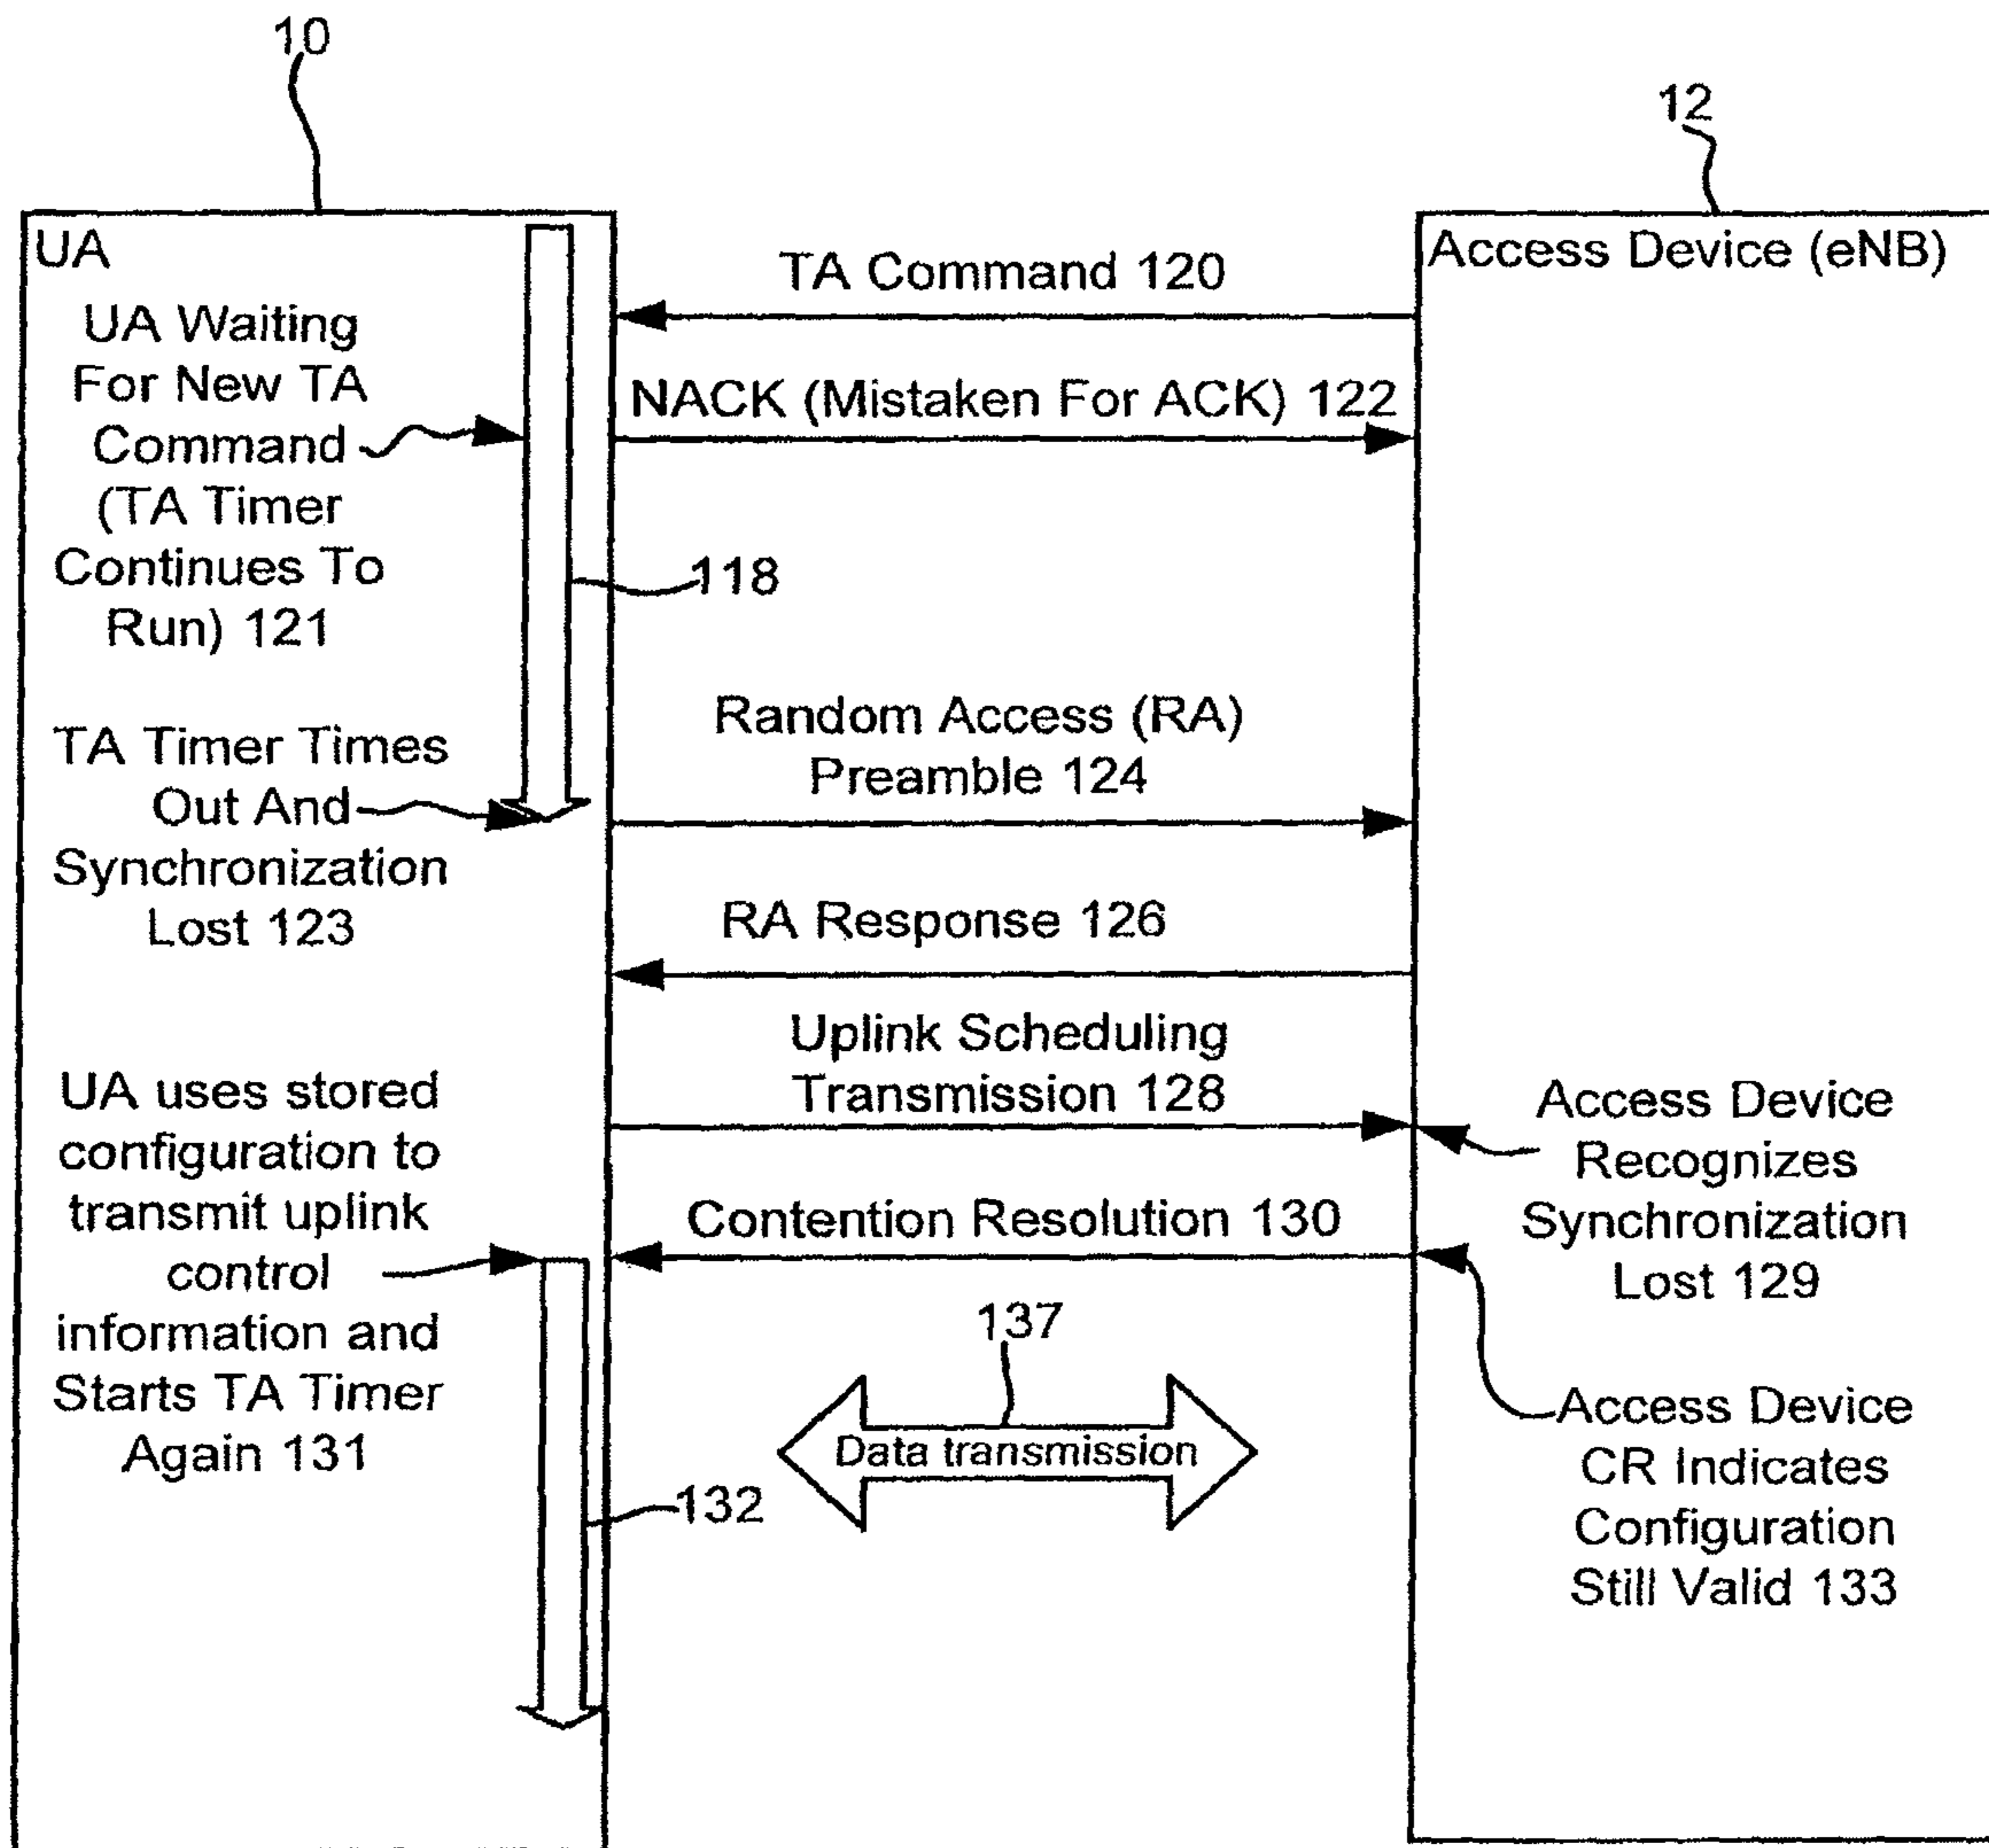 10
12
UA
UA Waiting
For New TA
Command
(TA Timer
Continues To
Run) 121
118
TA Timer Times
Out And
Synchronization
Lost 123
UA uses stored
configuration to
transmit uplink
control
information and
Starts TA Timer
Again 131
132
TA Command 120
NACK (Mistaken For ACK) 122
Random Access (RA)
Preamble 124
RA Response 126
Uplink Scheduling
Transmission 128
Contention Resolution 130
137
Data transmission
Access Device (eNB)
Access Device
Recognizes
Synchronization
Lost 129
Access Device
CR Indicates
Configuration
Still Valid 133